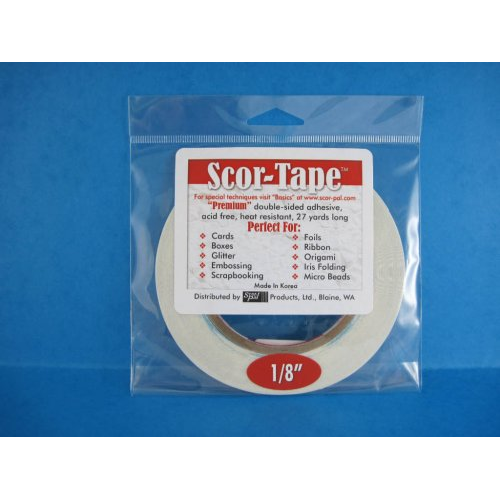 Scor-Tape™
For special techniques visit "Basics" at www.scor-pal.com
"Premium" double-sided adhesive,
acid free, heat resistant, 27 yards long
Perfect For:
❖ Cards
❖ Boxes
❖ Glitter
❖ Embossing
❖ Scrapbooking
❖ Foils
❖ Ribbon
❖ Origami
❖ Iris Folding
❖ Micro Beads
Made In Korea
Distributed by Products, Ltd., Blaine, WA
1/8"